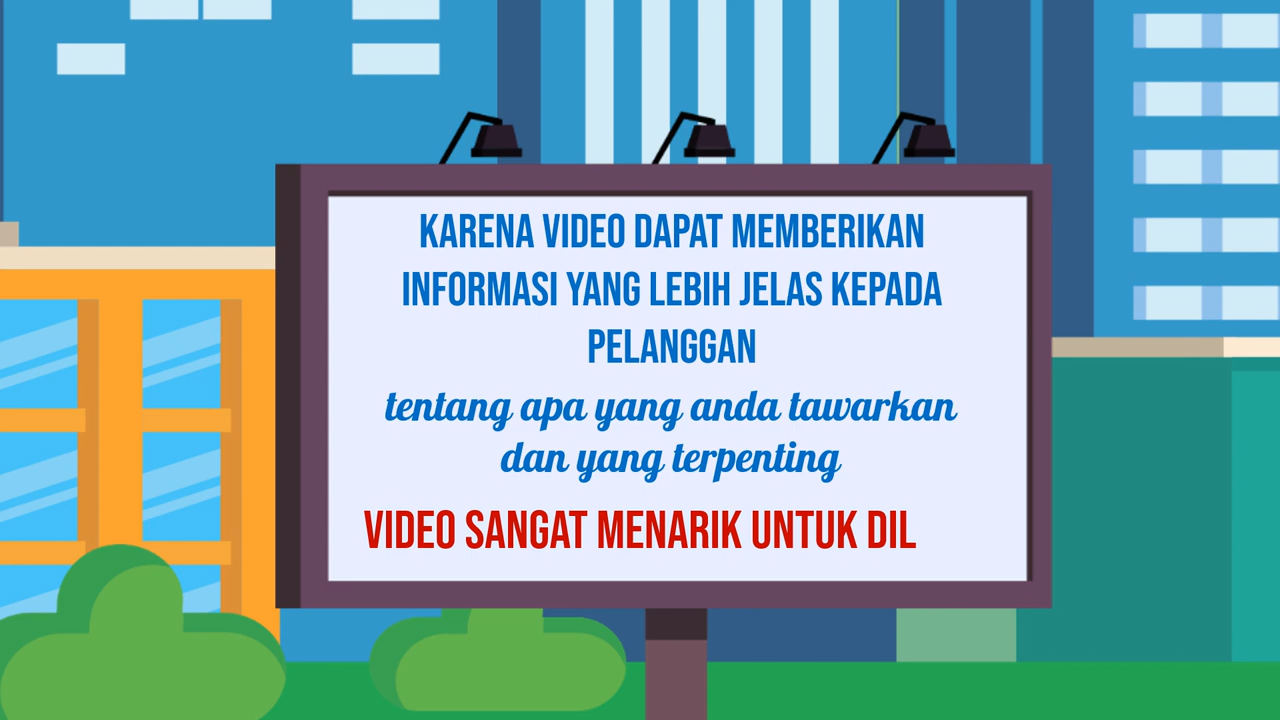 KARENA VIDEO DAPAT MEMBERIKAN
INFORMASI YANG LEBIH JELAS KEPADA
PELANGGAN
tentang apa yang anda tawarkan
dan yang terpenting
VIDEO SANGAT MENARIK UNTUK DIL